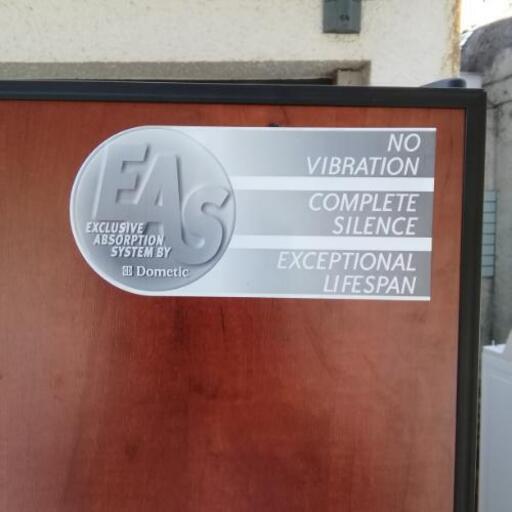 EAS
EXCLUSIVE
ABSORPTION
SYSTEM BY
Dometic
NO
VIBRATION
COMPLETE
SILENCE
EXCEPTIONAL
LIFESPAN